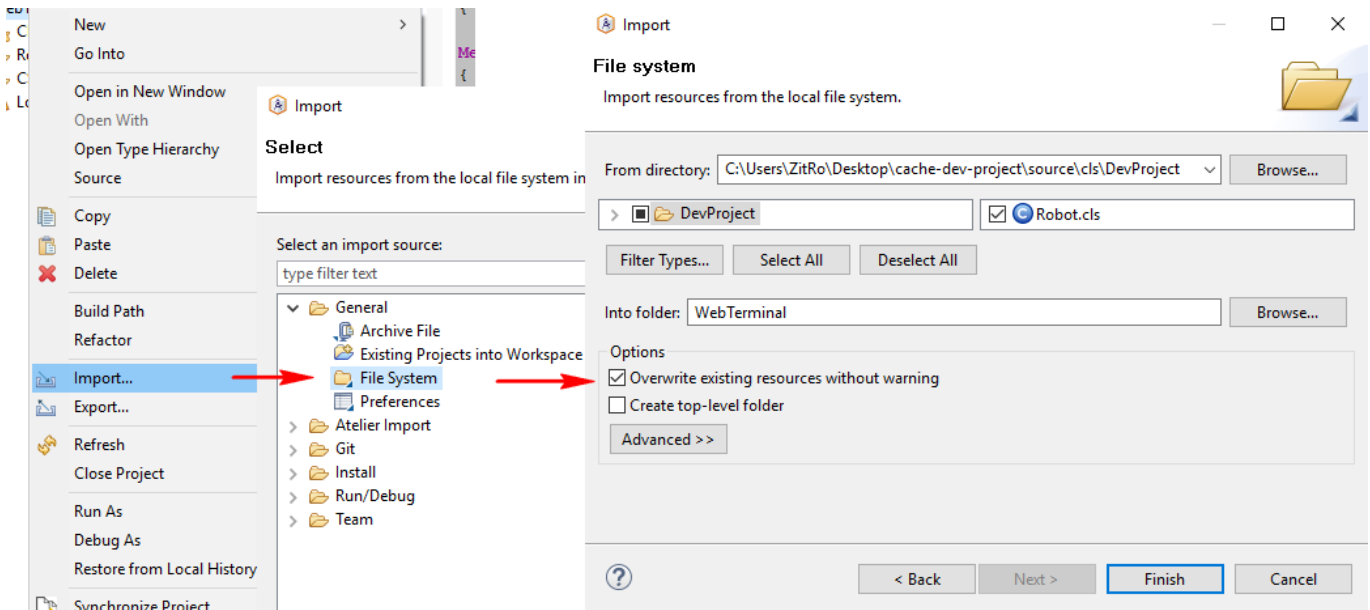 New
Go Into
Open in New Window
Open With
Open Type Hierarchy
Source
Copy
Paste
Delete
Build Path
Refactor
Import...
Export...
Refresh
Close Project
Run As
Debug As
Restore from Local History
Synchronize Project
{
Me
{
Import
Select
Import resources from the local file system in
Select an import source:
type filter text
General
Archive File
Existing Projects into Workspace
File System
Preferences
Atelier Import
Git
Install
Run/Debug
Team
Import
File system
Import resources from the local file system.
From directory: C:\Users\ZitRo\Desktop\cache-dev-project\source\cls\DevProject Browse...
DevProject Robot.cls
Filter Types... Select All Deselect All
Into folder: WebTerminal Browse...
Options
Overwrite existing resources without warning
Create top-level folder
Advanced >>
< Back Next > Finish Cancel